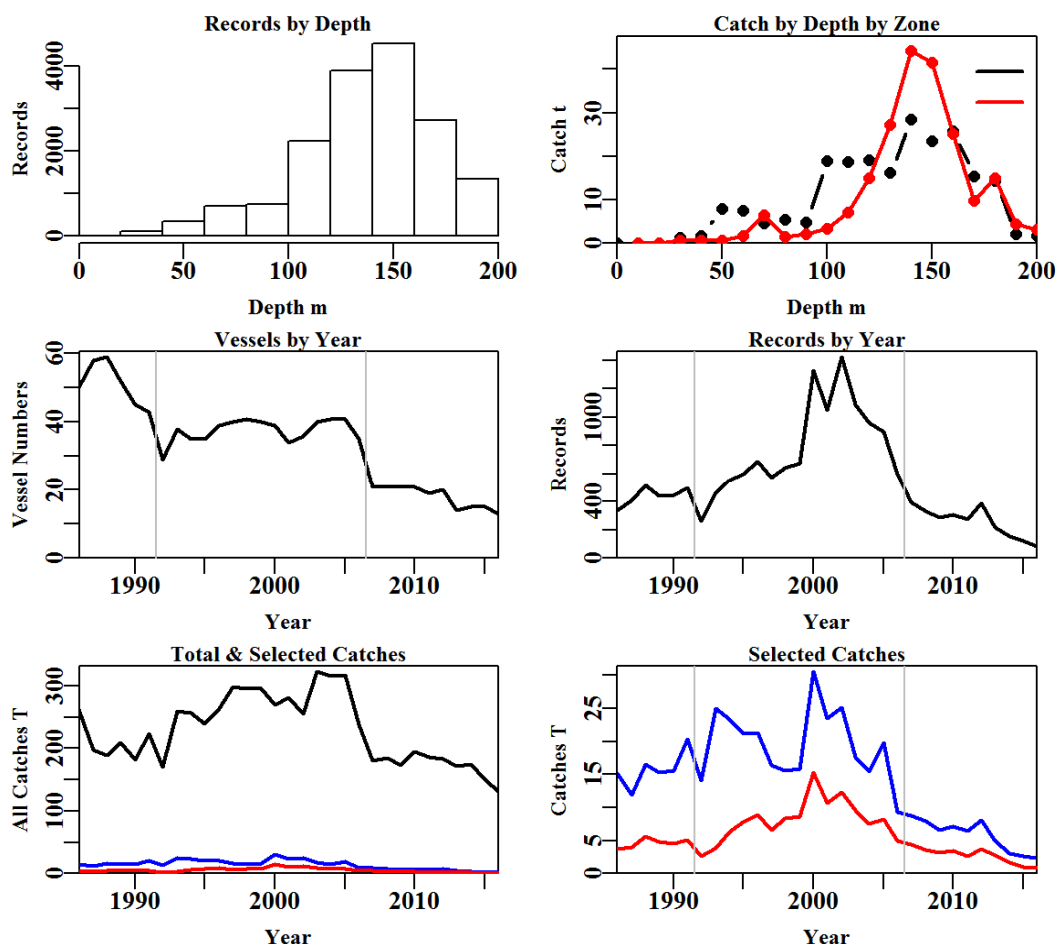 Records by Depth
Records
0 2000 4000
0 50 100 150 200
Depth m
Catch by Depth by Zone
Catch t
0 10 30
0 50 100 150 200
Depth m
Vessels by Year
Vessel Numbers
0 20 40 60
1990 2000 2010
Year
Records by Year
Records
0 400 1000
1990 2000 2010
Year
Total & Selected Catches
All Catches T
0 100 200 300
1990 2000 2010
Year
Selected Catches
Catches T
0 5 15 25
1990 2000 2010
Year